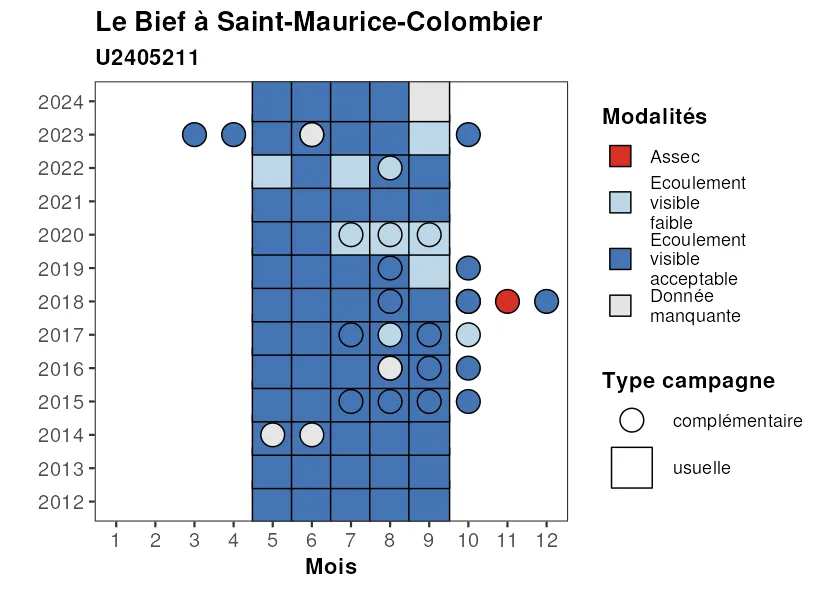 Le Bief à Saint-Maurice-Colombier
U2405211
2024
2023
2022
2021
2020
2019
2018
2017
2016
2015
2014
2013
2012
1 2 3 4 5 6 7 8 9 10 11 12
Mois
Modalités
Assec
Ecoulement
visible
faible
Ecoulement
visible
acceptable
Donnée
manquante
Type campagne
complémentaire
usuelle